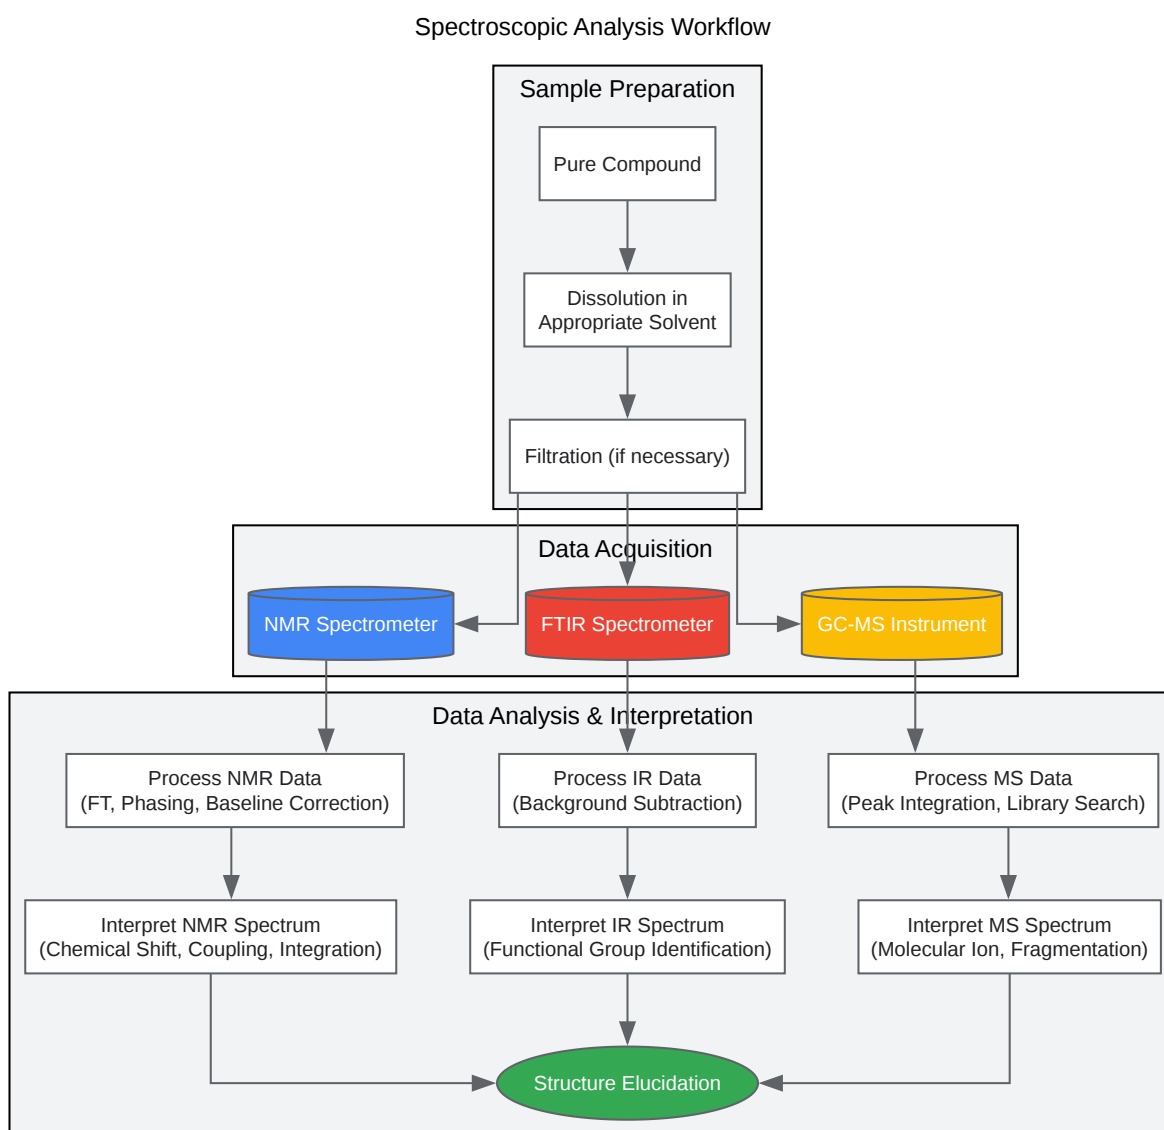 Spectroscopic Analysis Workflow
Sample Preparation
Pure Compound
Dissolution in
Appropriate Solvent
Filtration (if necessary)
Data Acquisition
NMR Spectrometer
FTIR Spectrometer
GC-MS Instrument
Data Analysis & Interpretation
Process NMR Data
(FT, Phasing, Baseline Correction)
Process IR Data
(Background Subtraction)
Process MS Data
(Peak Integration, Library Search)
Interpret NMR Spectrum
(Chemical Shift, Coupling, Integration)
Interpret IR Spectrum
(Functional Group Identification)
Interpret MS Spectrum
(Molecular Ion, Fragmentation)
Structure Elucidation